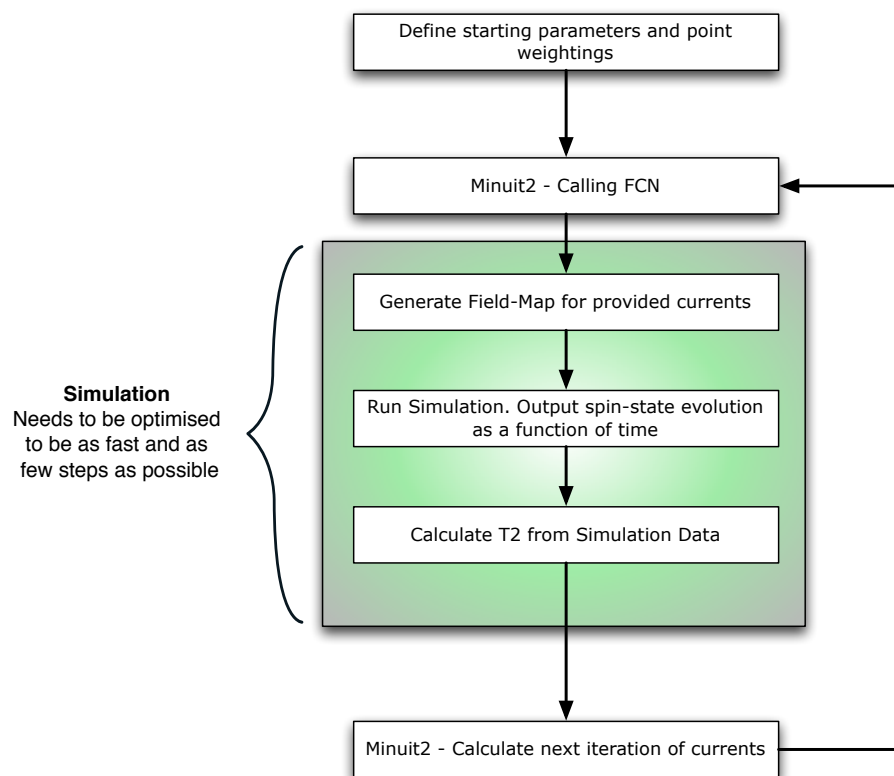 Define starting parameters and point
weightings
Minuit2 - Calling FCN
Generate Field-Map for provided currents
Simulation
Needs to be optimised
to be as fast and as
few steps as possible
Run Simulation. Output spin-state evolution
as a function of time
Calculate T2 from Simulation Data
Minuit2 - Calculate next iteration of currents